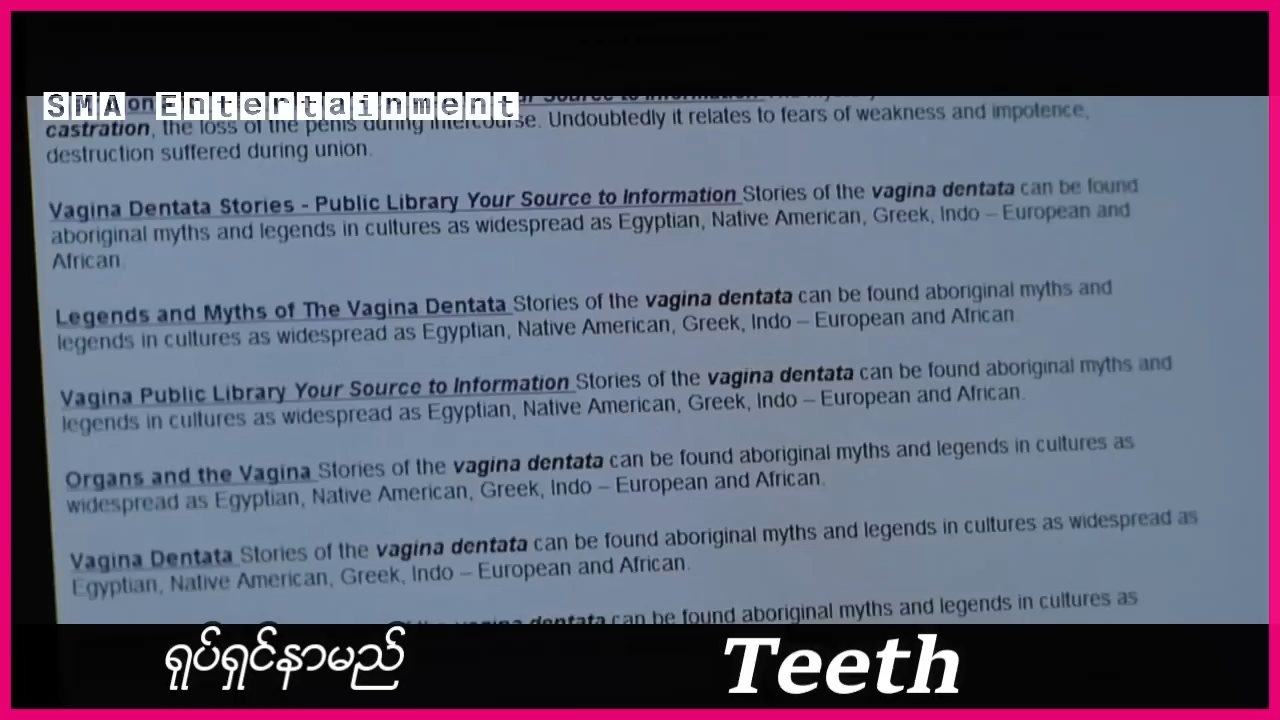 SMA Entertainment
castration, the loss of the penis during intercourse. Undoubtedly it relates to fears of weakness and impotence,
destruction suffered during union.
Vagina Dentata Stories - Public Library Your Source to Information Stories of the vagina dentata can be found
aboriginal myths and legends in cultures as widespread as Egyptian, Native American, Greek, Indo – European and
African.
Legends and Myths of The Vagina Dentata Stories of the vagina dentata can be found aboriginal myths and
legends in cultures as widespread as Egyptian, Native American, Greek, Indo – European and African.
Vagina Public Library Your Source to Information Stories of the vagina dentata can be found aboriginal myths and
legends in cultures as widespread as Egyptian, Native American, Greek, Indo – European and African.
Organs and the Vagina Stories of the vagina dentata can be found aboriginal myths and legends in cultures as
widespread as Egyptian, Native American, Greek, Indo – European and African.
Vagina Dentata Stories of the vagina dentata can be found aboriginal myths and legends in cultures as widespread as
Egyptian, Native American, Greek, Indo – European and African.
vagina dentata can be found aboriginal myths and legends in cultures as
ရုပ်ရှင်နာမည် Teeth